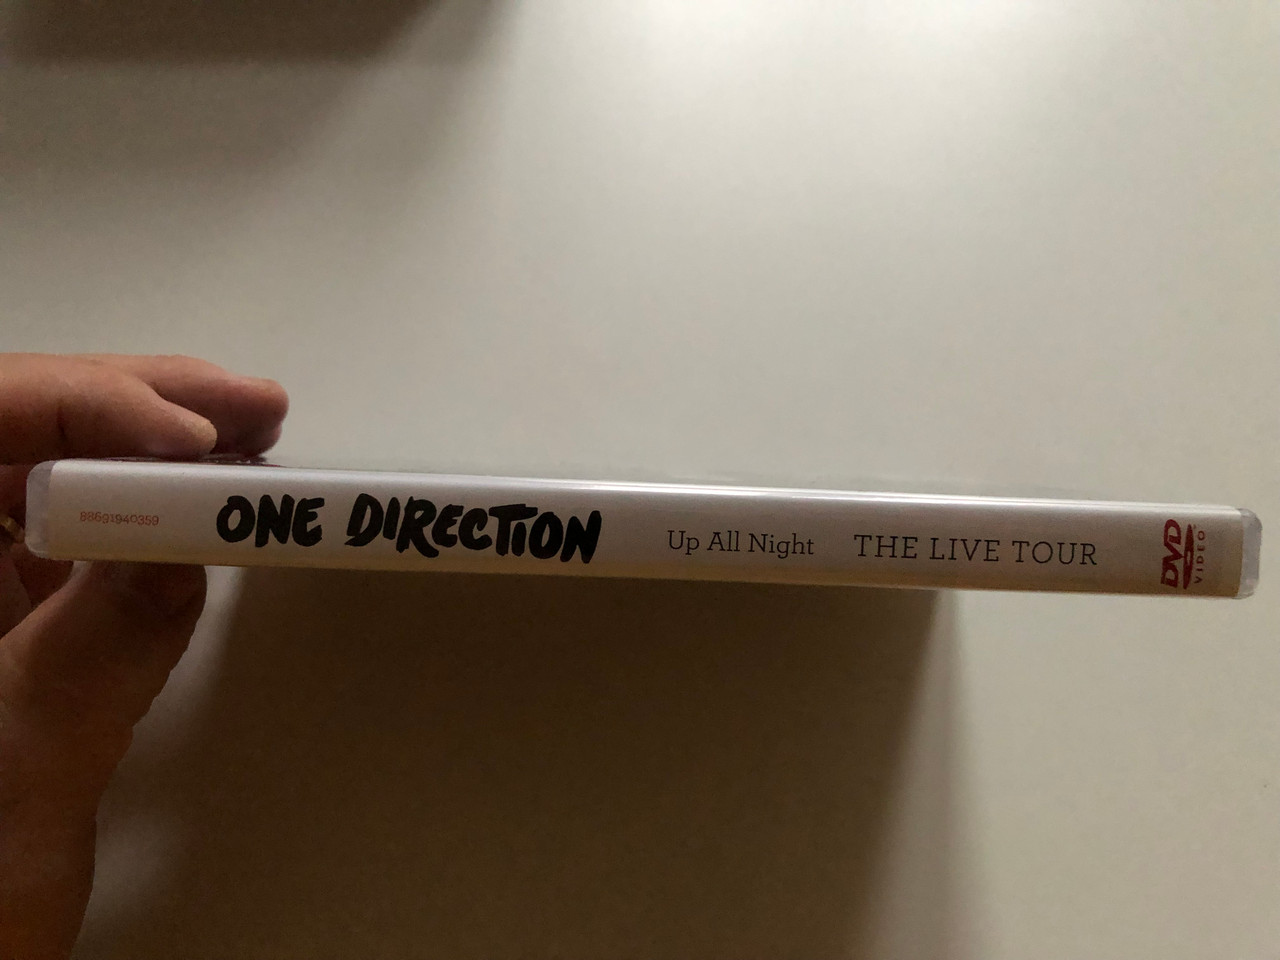 88691940359 ONE DIRECTION Up All Night THE LIVE TOUR DVD VIDEO